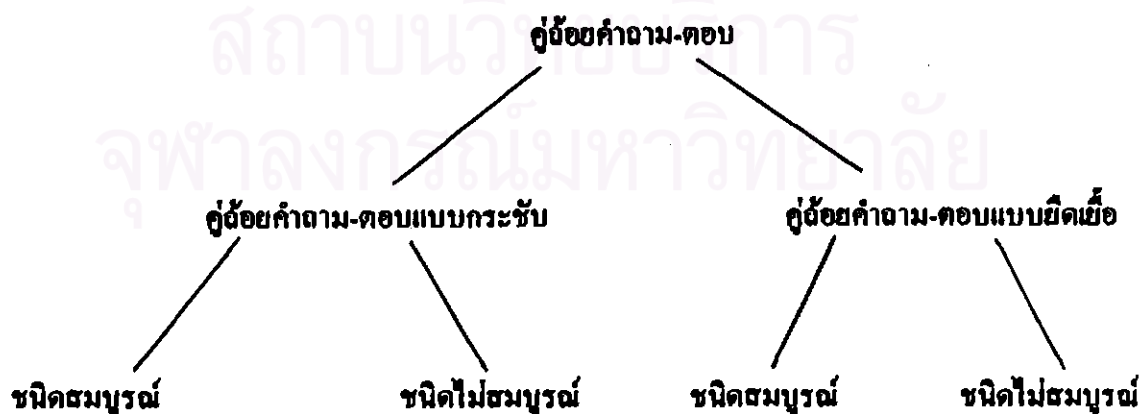 สถาบันวิทยบริการ
คู่ถ้อยคำถาม-ตอบ
จุฬาลงกรณ์มหาวิทยาลัย
คู่ถ้อยคำถาม-ตอบแบบกระชับ คู่ถ้อยคำถาม-ตอบแบบยืดเยื้อ
ชนิดสมบูรณ์ ชนิดไม่สมบูรณ์ ชนิดสมบูรณ์ ชนิดไม่สมบูรณ์